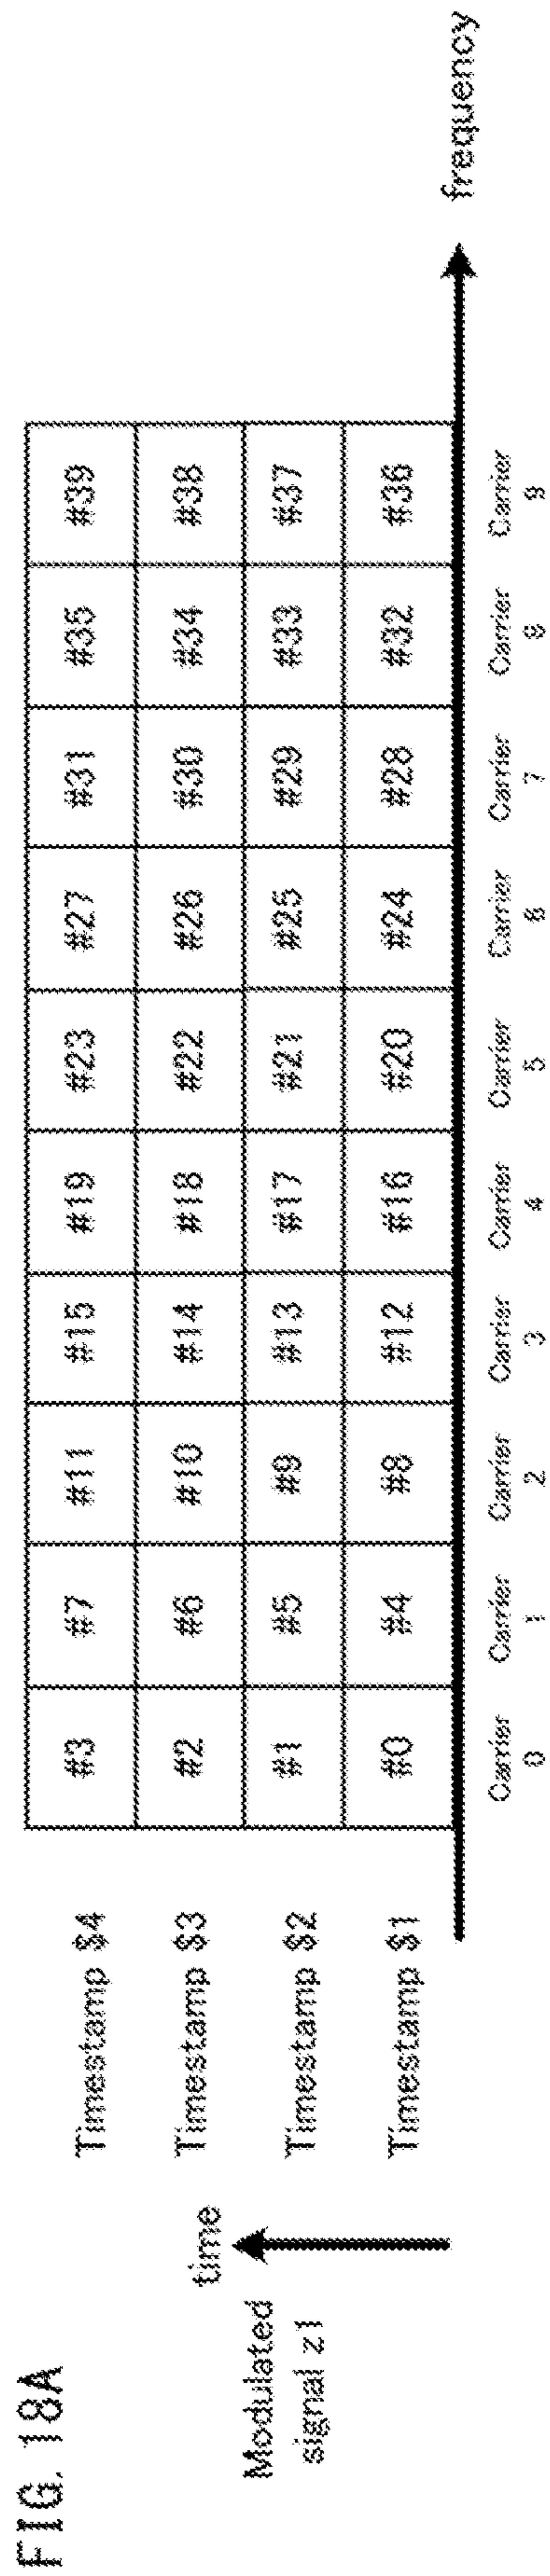 FIG. 18A
Modulated
signal z1
time
Timestamp $4
#3 #7 #11 #15 #19 #23 #27 #31 #35 #39
Timestamp $3
#2 #6 #10 #14 #18 #22 #26 #30 #34 #38
Timestamp $2
#1 #5 #9 #13 #17 #21 #25 #29 #33 #37
Timestamp $1
#0 #4 #8 #12 #16 #20 #24 #28 #32 #36
frequency
Carrier Carrier Carrier Carrier Carrier Carrier Carrier Carrier Carrier Carrier
0 1 2 3 4 5 6 7 8 9